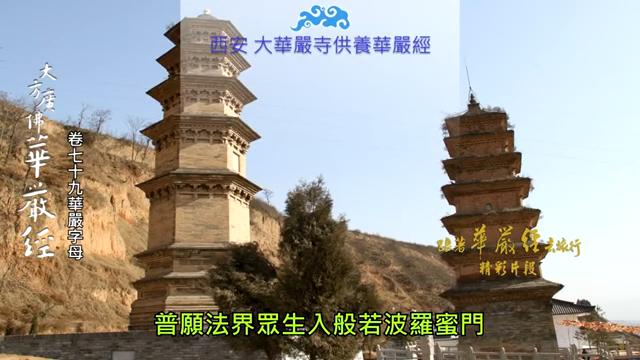 西安 大華嚴寺供養華嚴經
大方廣佛華嚴經
卷七十九華嚴字母
跟著華嚴經去旅行
精彩片段
普願法界眾生入般若波羅蜜門